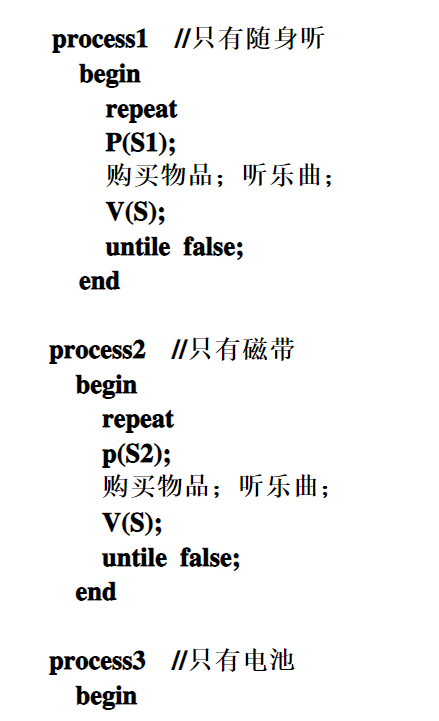 process1 //只有随身听
begin
repeat
P(S1);
购买物品；听乐曲；
V(S);
untile false;
end
process2 //只有磁带
begin
repeat
p(S2);
购买物品；听乐曲；
V(S);
untile false;
end
process3 //只有电池
begin